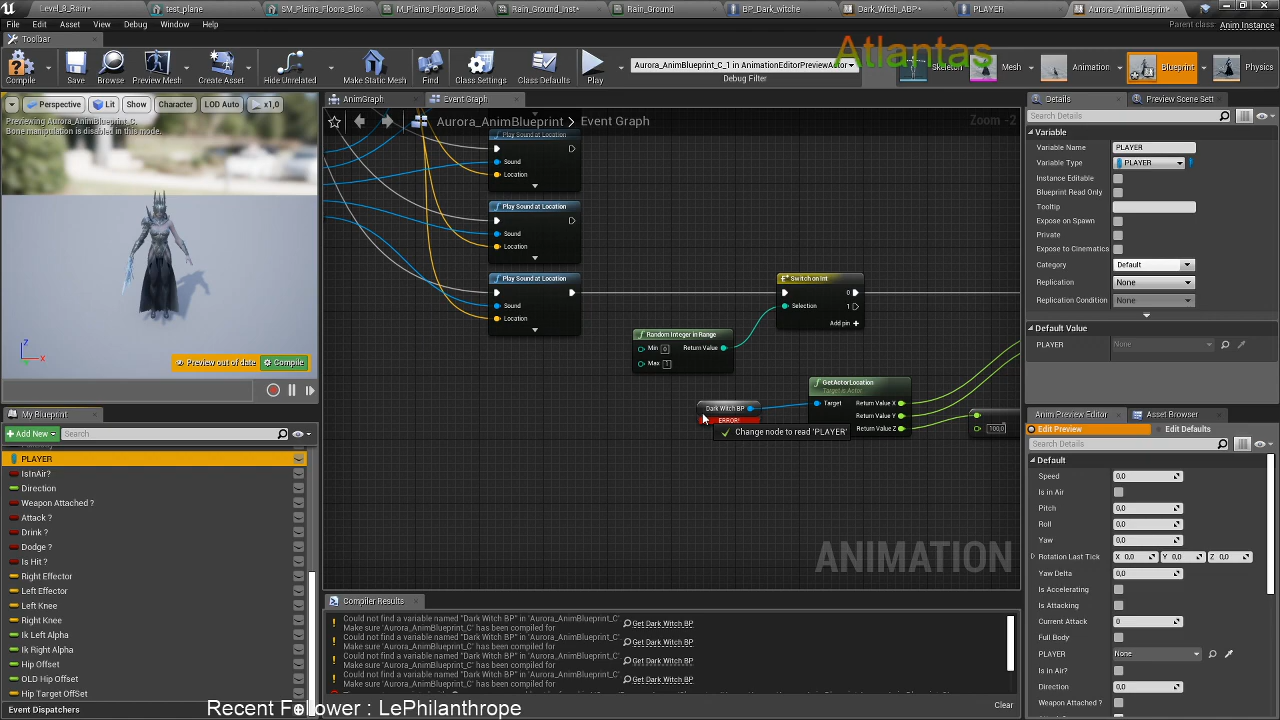 Level_8_Rain*
test_plane
SM_Plains_Floors_Bloc
M_Plains_Floors_Block
Rain_Ground_Inst*
Rain_Ground
BP_Dark_witche
Dark_Witch_ABP*
PLAYER
Aurora_AnimBlueprint*
File Edit Asset View Debug Window Help
Parent class: Anim Instance
Toolbar
Atlantas
Compile
Save
Browse
Preview Mesh
Create Asset
Hide Unrelated
Make Static Mesh
Find
Class Settings
Class Defaults
Play
Aurora_AnimBlueprint_C_1 in AnimationEditorPreviewActor
Debug Filter
Skeleton
Mesh
Animation
Blueprint
Physics
Perspective
Lit
Show
Character
LOD Auto
x1,0
Previewing Aurora_AnimBlueprint_C.
Bone manipulation is disabled in this mode.
Z
X
Preview out of date
Compile
AnimGraph
Event Graph
Aurora_AnimBlueprint > Event Graph
Zoom -2
Play Sound at Location
Sound
Location
Play Sound at Location
Sound
Location
Play Sound at Location
Sound
Location
Switch on Int
0
Selection 1
Add pin +
Random Integer in Range
Min 0 Return Value
Max 1
Dark Witch BP
ERROR!
Change node to read 'PLAYER'
GetActorLocation
Target is Actor
Target Return Value X
Return Value Y
Return Value Z
100,0
ANIMATION
My Blueprint
Add New
Search
PLAYER
IsInAir?
Direction
Weapon Attached ?
Attack ?
Drink ?
Dodge ?
Is Hit ?
Right Effector
Left Effector
Left Knee
Right Knee
Ik Left Alpha
Ik Right Alpha
Hip Offset
OLD Hip Offset
Hip Target OffSet
Event Dispatchers
Compiler Results
Could not find a variable named "Dark Witch BP" in 'Aurora_AnimBlueprint_C'
Make sure 'Aurora_AnimBlueprint_C' has been compiled for Get Dark Witch BP
Could not find a variable named "Dark Witch BP" in 'Aurora_AnimBlueprint_C'
Make sure 'Aurora_AnimBlueprint_C' has been compiled for Get Dark Witch BP
Could not find a variable named "Dark Witch BP" in 'Aurora_AnimBlueprint_C'
Make sure 'Aurora_AnimBlueprint_C' has been compiled for Get Dark Witch BP
Could not find a variable named "Dark Witch BP" in 'Aurora_AnimBlueprint_C'
Make sure 'Aurora_AnimBlueprint_C' has been compiled for Get Dark Witch BP
Clear
Recent Follower : LePhilanthrope
Details
Preview Scene Sett
Search Details
Variable
Variable Name PLAYER
Variable Type PLAYER
Instance Editable
Blueprint Read Only
Tooltip
Expose on Spawn
Private
Expose to Cinematics
Category Default
Replication None
Replication Condition None
Default Value
PLAYER None
Anim Preview Editor
Asset Browser
Edit Preview
Edit Defaults
Search Details
Default
Speed 0,0
Is in Air
Pitch 0,0
Roll 0,0
Yaw 0,0
Rotation Last Tick X 0,0 Y 0,0 Z 0,0
Yaw Delta 0,0
Is Accelerating
Is Attacking
Current Attack 0
Full Body
PLAYER None
Is in Air?
Direction 0,0
Weapon Attached ?